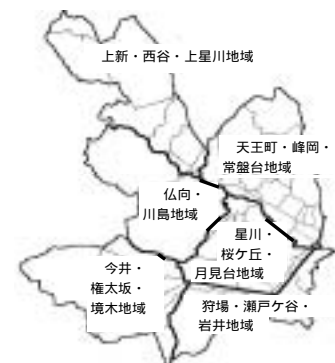 上新・西谷・上星川地域
天王町・峰岡・
常盤台地域
仏向・
川島地域
星川・
桜ケ丘・
月見台地域
今井・
権太坂・
境木地域
狩場・瀬戸ケ谷・
岩井地域